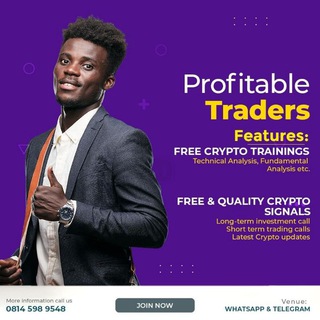 Profitable
Traders
Features:
FREE CRYPTO TRAININGS
Technical Analysis, Fundamental
Analysis etc.
FREE & QUALITY CRYPTO
SIGNALS
Long-term investment call
Short term trading calls
Latest Crypto updates
More information call us
0814 598 9548
JOIN NOW
Venue:
WHATSAPP & TELEGRAM